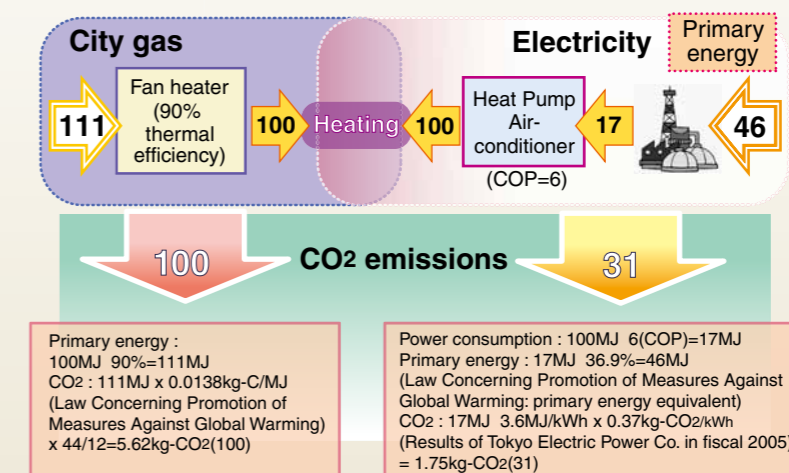 City gas
Electricity
Primary
energy
111
Fan heater
(90%
thermal
efficiency)
100
Heating
100
Heat Pump
Air-
conditioner
(COP=6)
17
46
100
CO2 emissions
31
Primary energy :
100MJ 90%=111MJ
CO2 : 111MJ x 0.0138kg-C/MJ
(Law Concerning Promotion of
Measures Against Global Warming)
x 44/12=5.62kg-CO2(100)
Power consumption : 100MJ 6(COP)=17MJ
Primary energy : 17MJ 36.9%=46MJ
(Law Concerning Promotion of Measures Against
Global Warming: primary energy equivalent)
CO2 : 17MJ 3.6MJ/kWh x 0.37kg-CO2/kWh
(Results of Tokyo Electric Power Co. in fiscal 2005)
= 1.75kg-CO2(31)